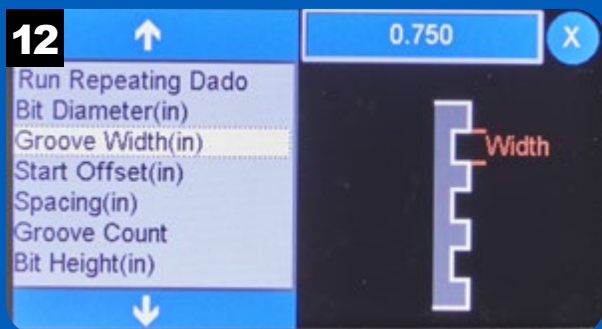 12
0.750
X
Run Repeating Dado
Bit Diameter(in)
Groove Width(in)
Start Offset(in)
Spacing(in)
Groove Count
Bit Height(in)
Width